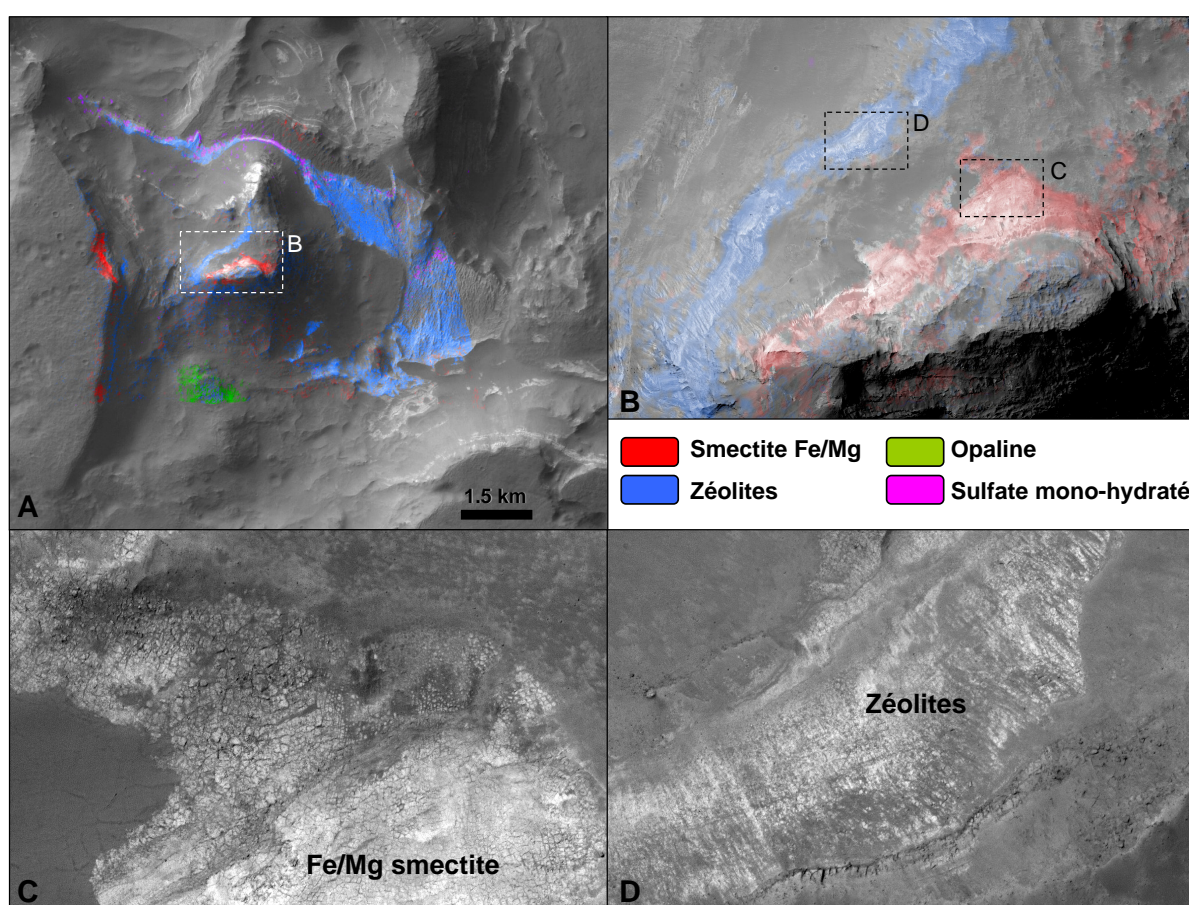 B
A
1.5 km
D
C
B
Smectite Fe/Mg
Opaline
Zéolites
Sulfate mono-hydraté
Fe/Mg smectite
C
Zéolites
D